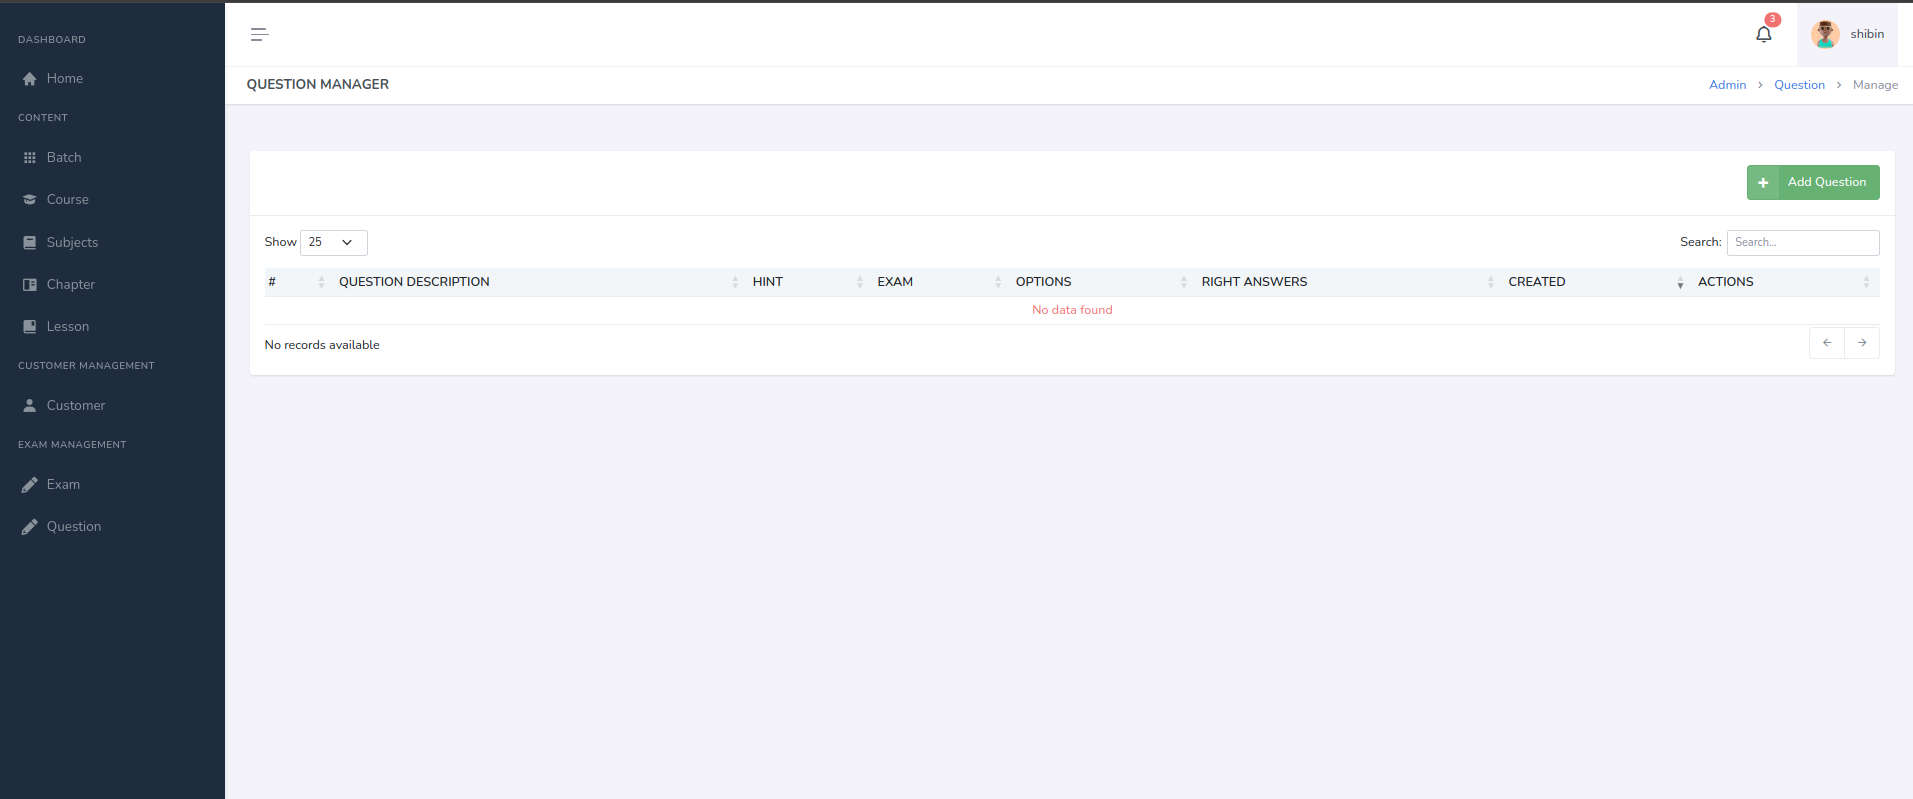 DASHBOARD
Home
CONTENT
Batch
Course
Subjects
Chapter
Lesson
CUSTOMER MANAGEMENT
Customer
EXAM MANAGEMENT
Exam
Question
3
shibin
QUESTION MANAGER
Admin > Question > Manage
+ Add Question
Show 25
Search: Search...
# QUESTION DESCRIPTION HINT EXAM OPTIONS RIGHT ANSWERS CREATED ACTIONS
No data found
No records available